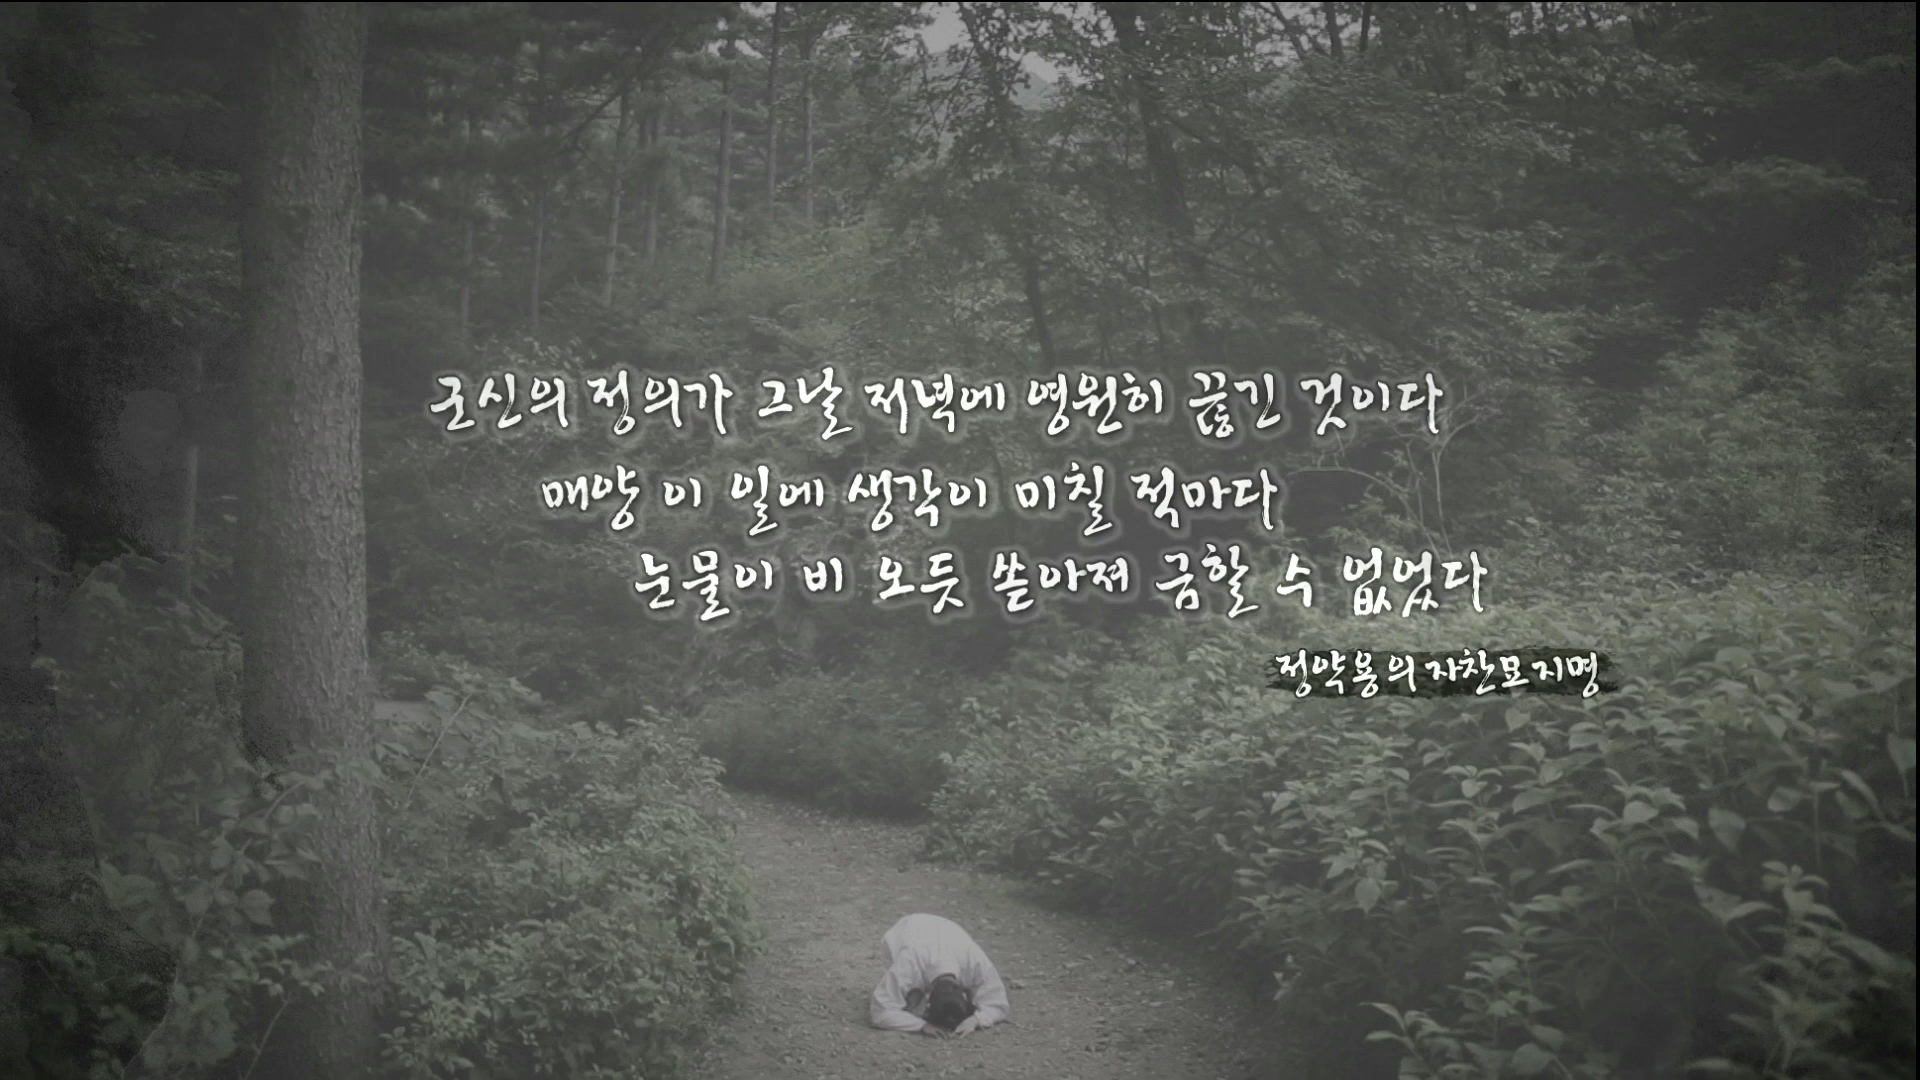 군신의 정의가 그날 저녁에 영원히 끊긴 것이다
매양 이 일에 생각이 미칠 적마다
눈물이 비 오듯 쏟아져 금할 수 없었다
정약용의 자찬묘지명